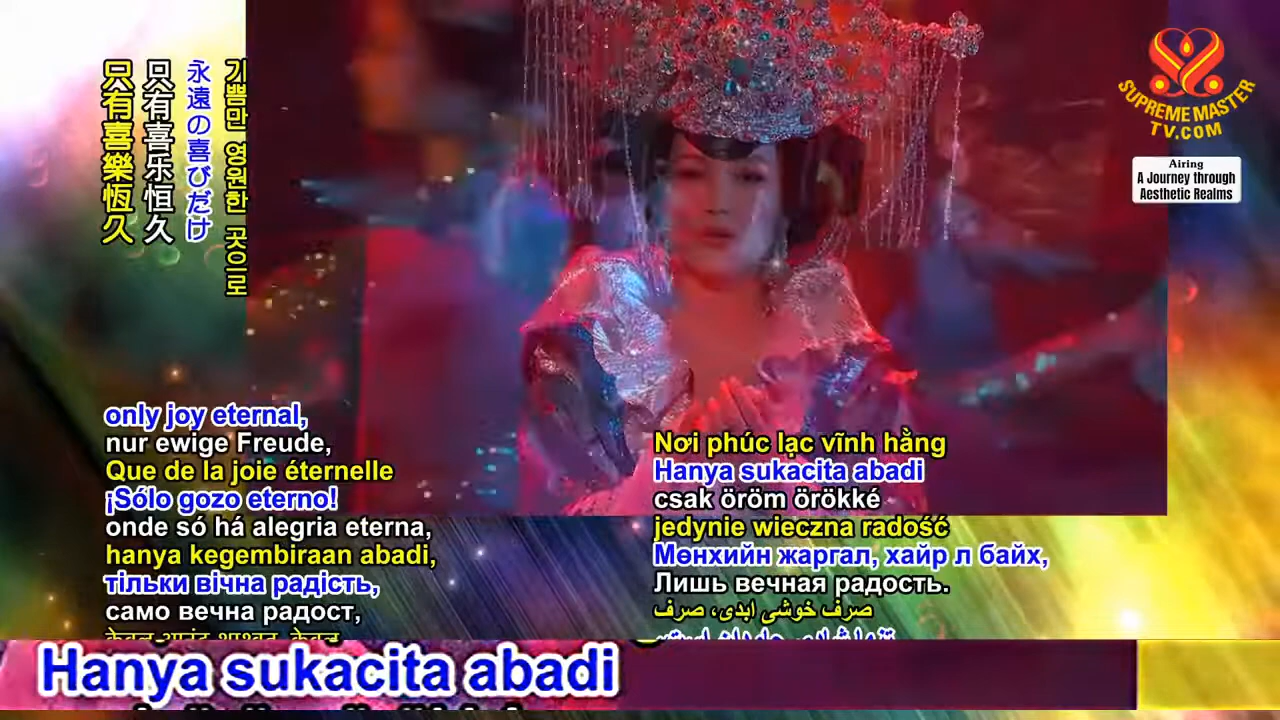 只有喜樂恆久
只有喜乐恒久
永遠の喜びだけ
기쁨만 영원한 곳으로
SUPREME MASTER
TV.COM
Airing
A Journey through
Aesthetic Realms
only joy eternal,
nur ewige Freude,
Que de la joie éternelle
¡Sólo gozo eterno!
onde só há alegria eterna,
hanya kegembiraan abadi,
тільки вічна радість,
само вечна радост,
Nơi phúc lạc vĩnh hằng
Hanya sukacita abadi
csak öröm örökké
jedynie wieczna radość
Мөнхийн жаргал, хайр л байх,
Лишь вечная радость.
صرف خوشی ابدی، صرف
Hanya sukacita abadi